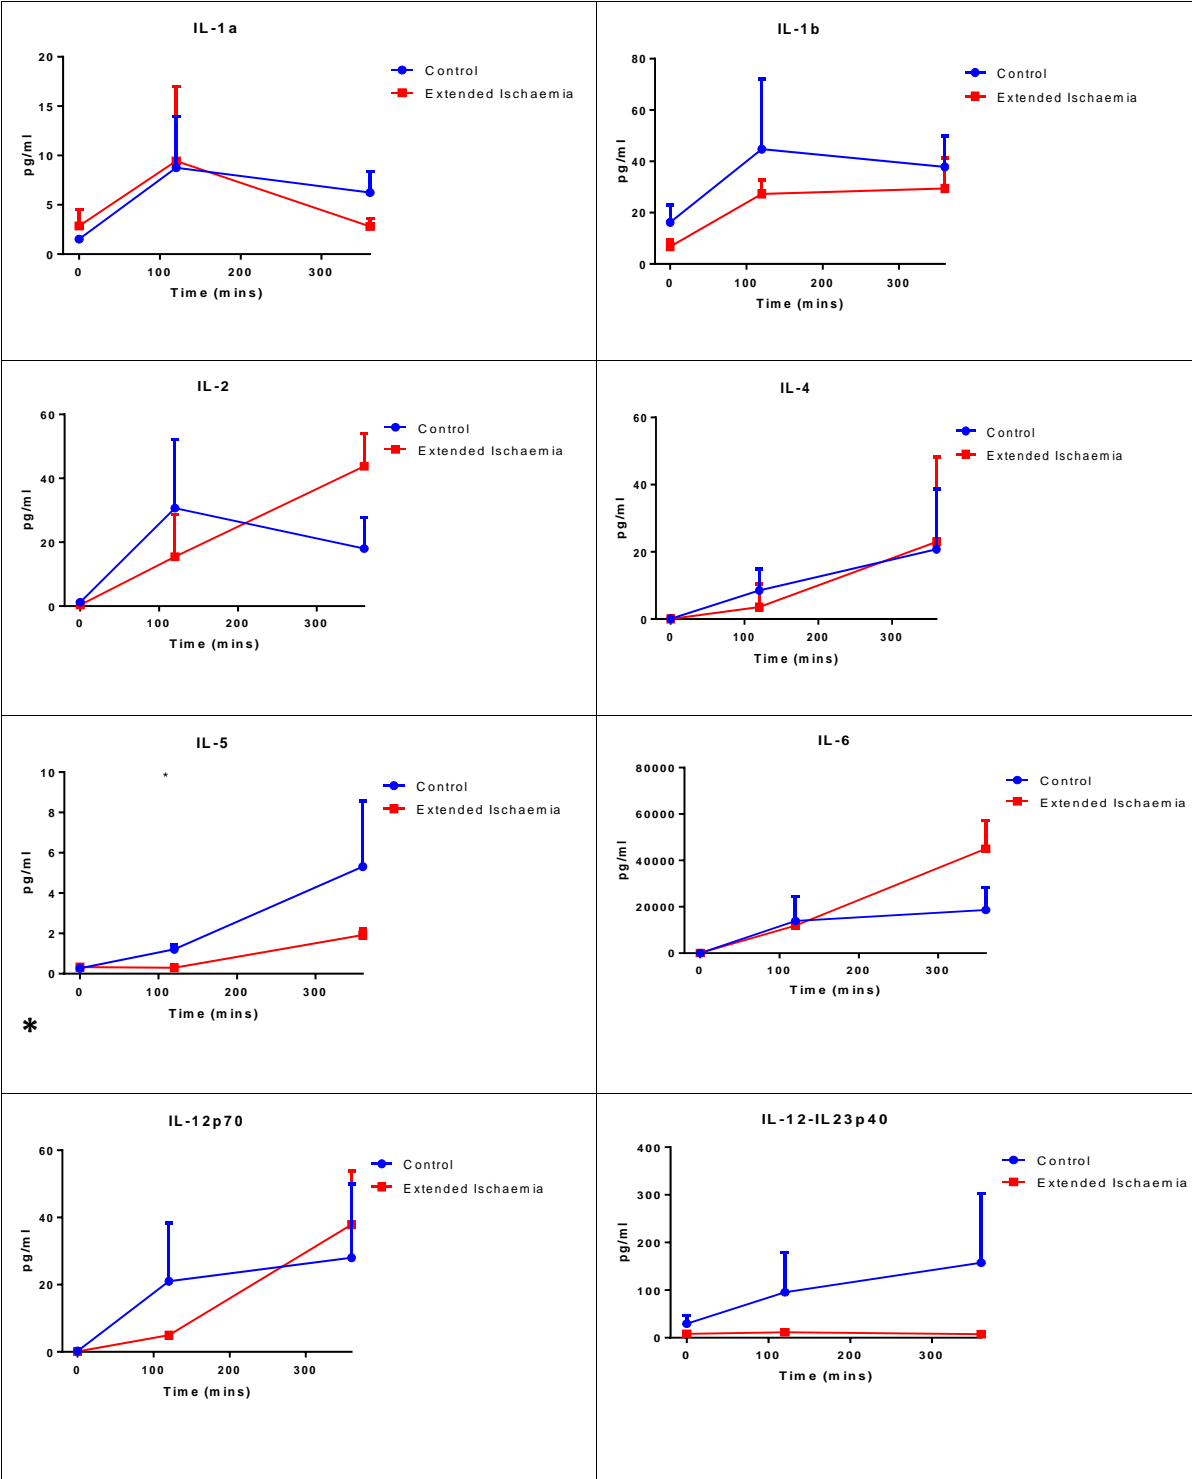 IL-1a
20
15
10
5
0
pg/ml
0 100 200 300
Time (mins)
Control
Extended Ischaemia
IL-1b
80
60
40
20
0
pg/ml
0 100 200 300
Time (mins)
Control
Extended Ischaemia
IL-2
60
40
20
0
pg/ml
0 100 200 300
Time (mins)
Control
Extended Ischaemia
IL-4
60
40
20
0
pg/ml
0 100 200 300
Time (mins)
Control
Extended Ischaemia
IL-5
*
10
8
6
4
2
0
pg/ml
0 100 200 300
Time (mins)
Control
Extended Ischaemia
*
IL-6
80000
60000
40000
20000
0
pg/ml
0 100 200 300
Time (mins)
Control
Extended Ischaemia
IL-12p70
60
40
20
0
pg/ml
0 100 200 300
Time (mins)
Control
Extended Ischaemia
IL-12-IL23p40
400
300
200
100
0
pg/ml
0 100 200 300
Time (mins)
Control
Extended Ischaemia